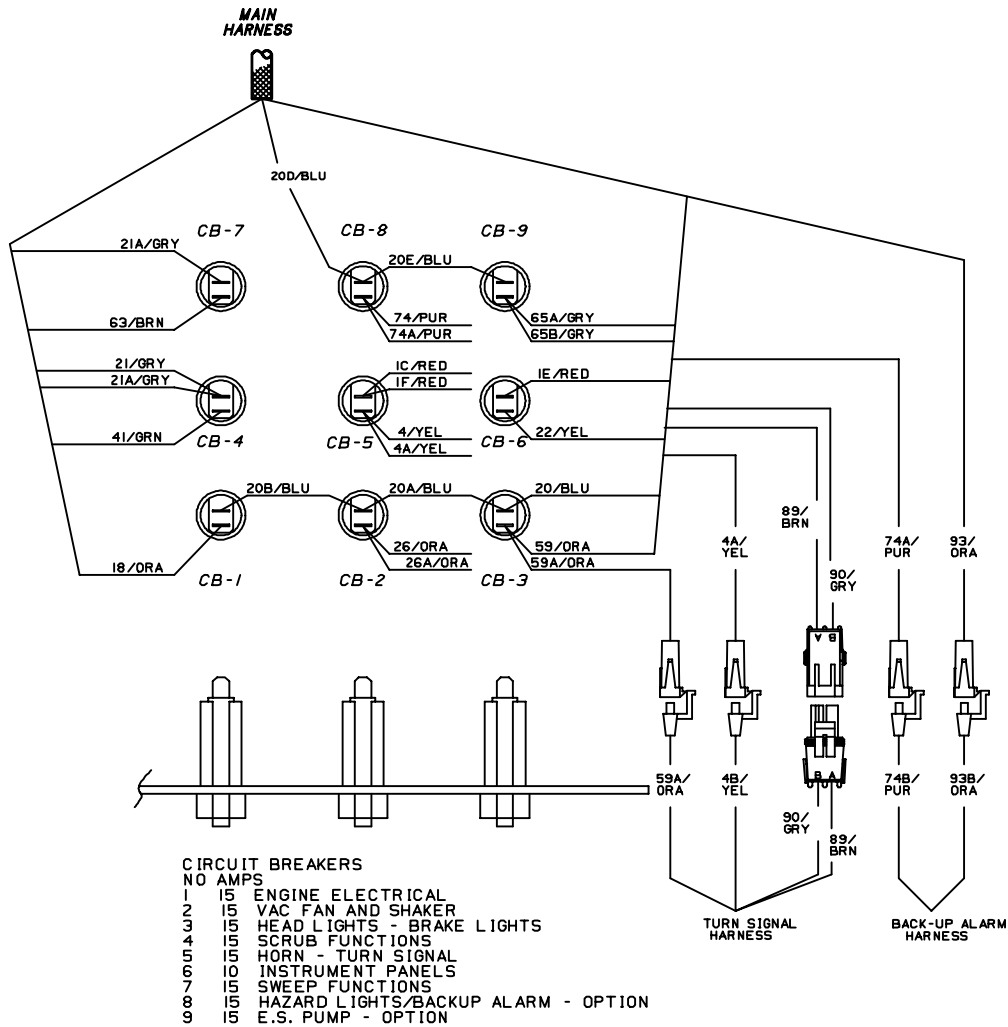 MAIN
HARNESS
20D/BLU
CB-7
CB-8
CB-9
21A/GRY
20E/BLU
63/BRN
74/PUR
74A/PUR
65A/GRY
65B/GRY
21/GRY
21A/GRY
1C/RED
1F/RED
1E/RED
41/GRN
CB-4
CB-5
4/YEL
4A/YEL
CB-6
22/YEL
20B/BLU
20A/BLU
20/BLU
18/ORA
CB-1
26/ORA
26A/ORA
CB-2
59/ORA
59A/ORA
CB-3
89/
BRN
4A/
YEL
74A/
PUR
93/
ORA
90/
GRY
A B
B A
59A/
ORA
4B/
YEL
74B/
PUR
93B/
ORA
90/
GRY
89/
BRN
TURN SIGNAL
HARNESS
BACK-UP ALARM
HARNESS
CIRCUIT BREAKERS
NO AMPS
1 15 ENGINE ELECTRICAL
2 15 VAC FAN AND SHAKER
3 15 HEAD LIGHTS - BRAKE LIGHTS
4 15 SCRUB FUNCTIONS
5 15 HORN - TURN SIGNAL
6 10 INSTRUMENT PANELS
7 15 SWEEP FUNCTIONS
8 15 HAZARD LIGHTS/BACKUP ALARM - OPTION
9 15 E.S. PUMP - OPTION